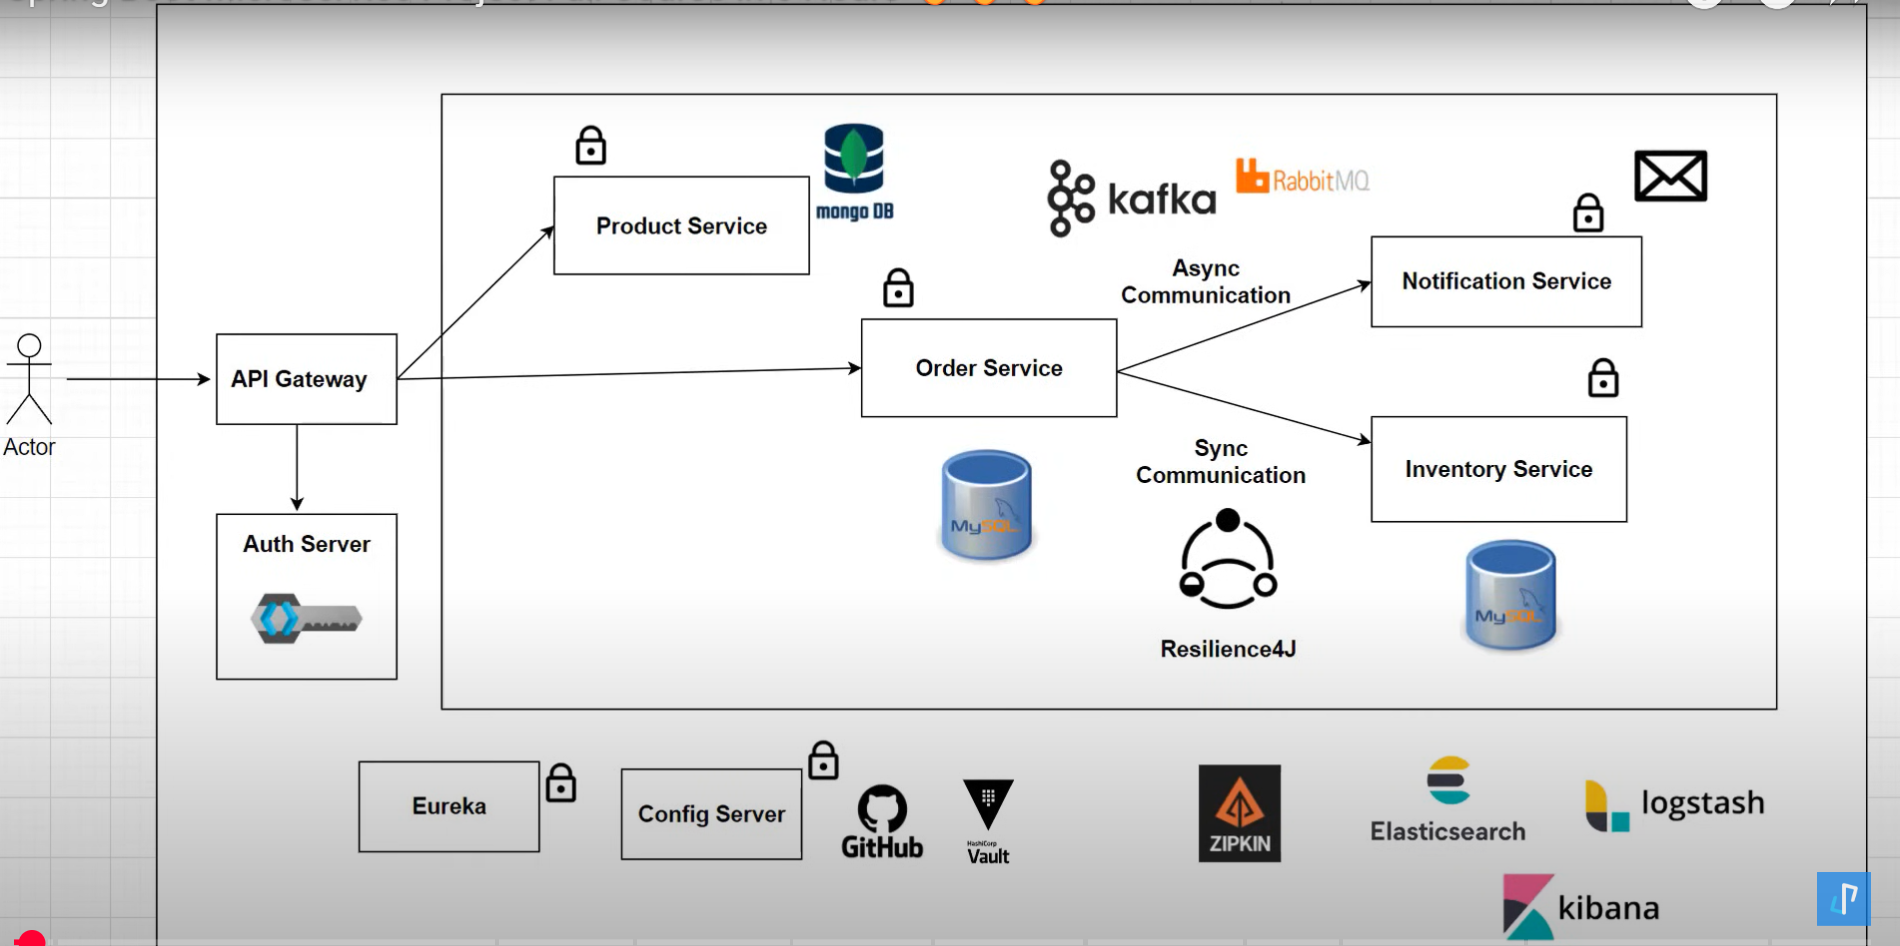 mongo DB
Product Service
kafka
RabbitMQ
Async
Communication
Notification Service
Order Service
API Gateway
Actor
Sync
Communication
Inventory Service
MySQL
Auth Server
MySQL
Resilience4J
Eureka
Config Server
GitHub
HashiCorp
Vault
ZIPKIN
Elasticsearch
logstash
kibana